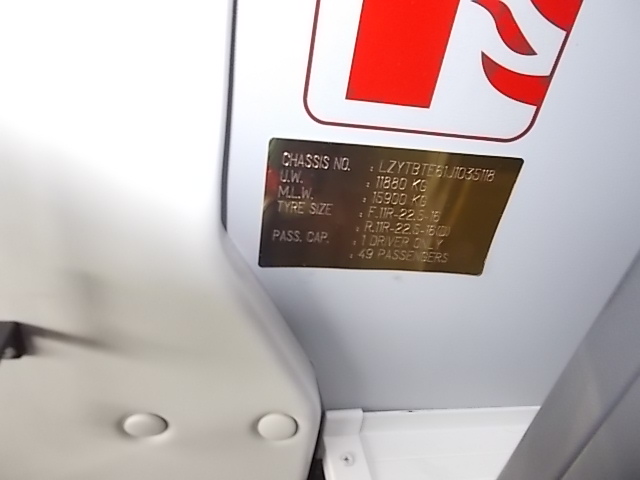 CHASSIS NO. : LZYTBTE61J1035118
U.W. : 11880 KG
M.L.W. : 15900 KG
TYRE SIZE : F.11R-22.5-16
: R.11R-22.5-16(D)
PASS. CAP. : 1 DRIVER ONLY
: 49 PASSENGERS